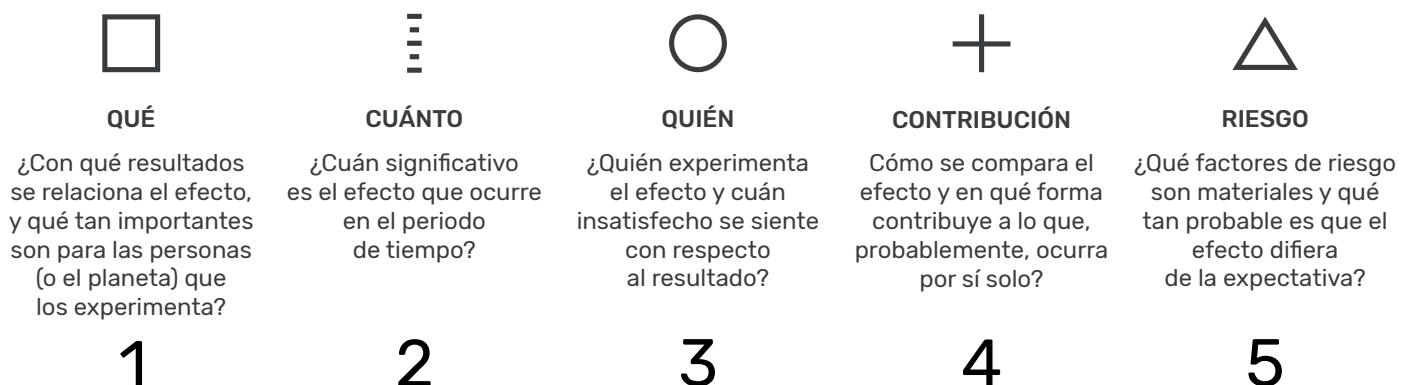 QUÉ
¿Con qué resultados
se relaciona el efecto,
y qué tan importantes
son para las personas
(o el planeta) que
los experimenta?
1
CUÁNTO
¿Cuán significativo
es el efecto que ocurre
en el periodo
de tiempo?
2
QUIÉN
¿Quién experimenta
el efecto y cuán
insatisfecho se siente
con respecto
al resultado?
3
CONTRIBUCIÓN
Cómo se compara el
efecto y en qué forma
contribuye a lo que,
probablemente, ocurra
por sí solo?
4
RIESGO
¿Qué factores de riesgo
son materiales y qué
tan probable es que el
efecto difiera
de la expectativa?
5